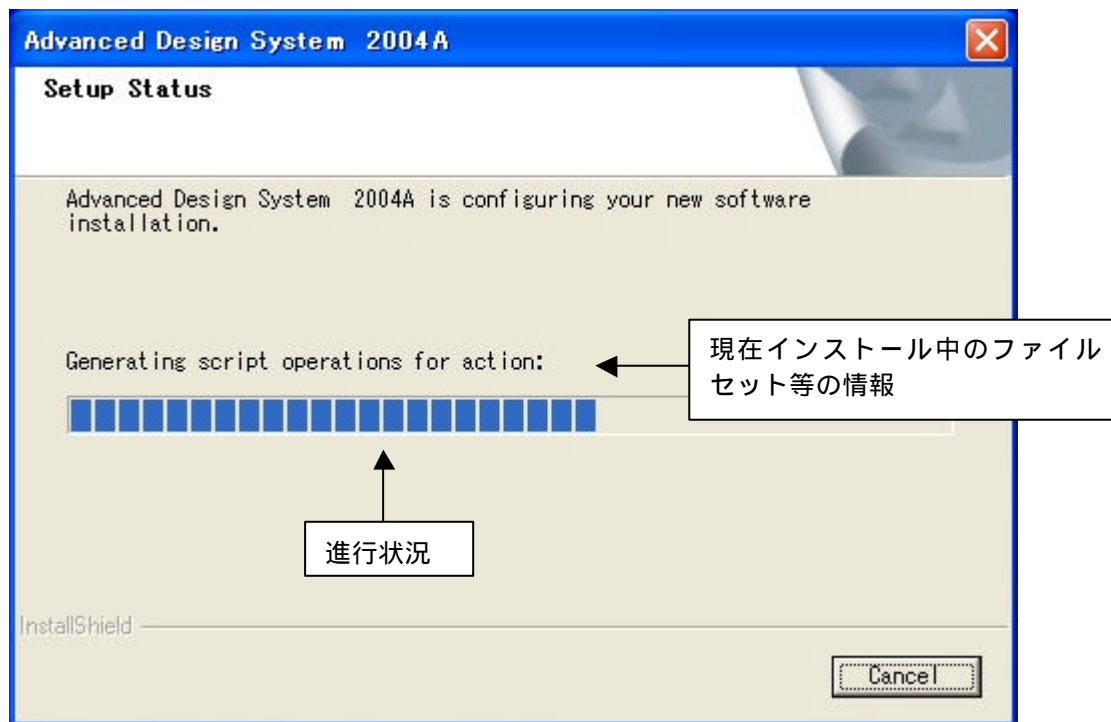 Advanced Design System 2004A
Setup Status
Advanced Design System 2004A is configuring your new software
installation.
Generating script operations for action:
現在インストール中のファイル
セット等の情報
進行状況
InstallShield
Cancel